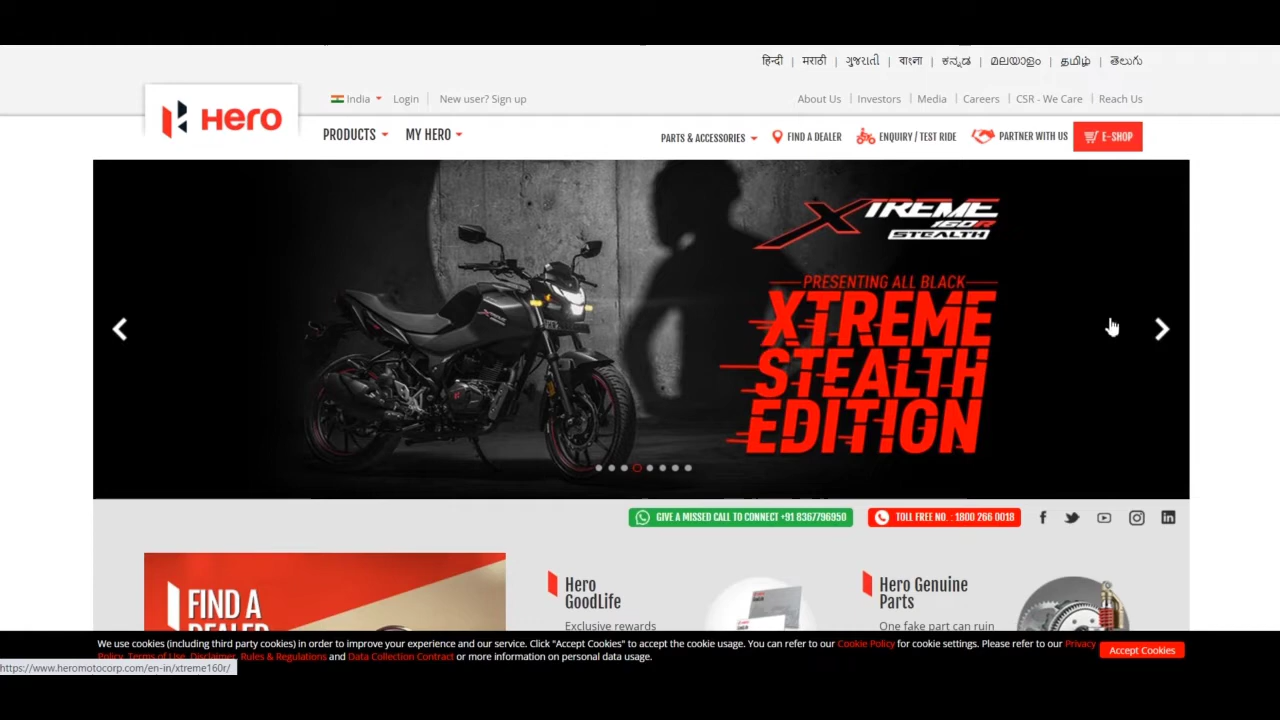 हिन्दी | मराठी | ગુજરાતી | বাংলা | ಕನ್ನಡ | മലയാളം | தமிழ் | తెలుగు
India Login New user? Sign up About Us Investors Media Careers CSR - We Care Reach Us
Hero
PRODUCTS MY HERO PARTS & ACCESSORIES FIND A DEALER ENQUIRY / TEST RIDE PARTNER WITH US E-SHOP
XTREME
160R
STEALTH
PRESENTING ALL BLACK
XTREME
STEALTH
EDITION
GIVE A MISSED CALL TO CONNECT +91 8367796950 TOLL FREE NO. : 1800 266 0018
FIND A
DEALER
Hero
GoodLife
Exclusive rewards
Hero Genuine
Parts
One fake part can ruin
We use cookies (including third party cookies) in order to improve your experience and our service. Click "Accept Cookies" to accept the cookie usage. You can refer to our Cookie Policy for cookie settings. Please refer to our Privacy
Policy, Terms of Use, Disclaimer, Rules & Regulations and Data Collection Contract or more information on personal data usage.
Accept Cookies
https://www.heromotocorp.com/en-in/xtreme160r/